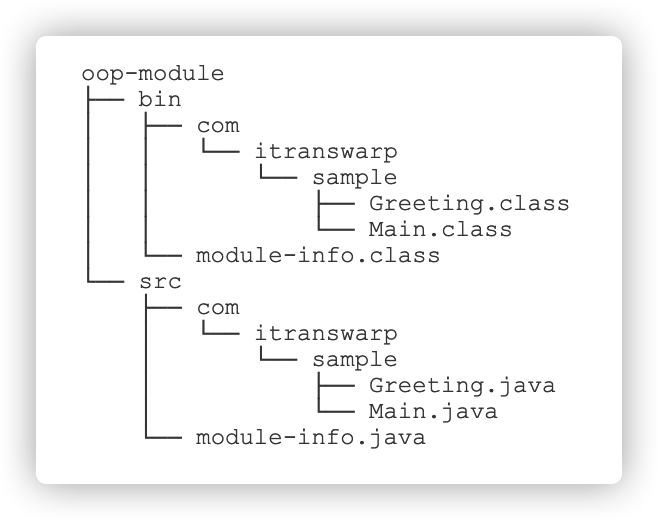 oop-module
├── bin
│   ├── com
│   │   └── itranswarp
│   │       └── sample
│   │           ├── Greeting.class
│   │           └── Main.class
│   └── module-info.class
└── src
    ├── com
    │   └── itranswarp
    │       └── sample
    │           ├── Greeting.java
    │           └── Main.java
    └── module-info.java